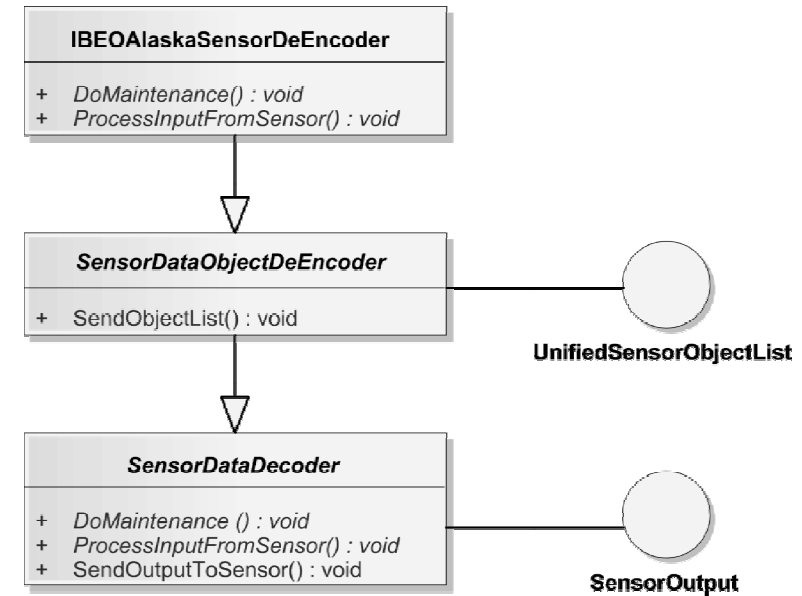 IBEOAlaskaSensorDeEncoder
+ DoMaintenance() : void
+ ProcessInputFromSensor() : void
SensorDataObjectDeEncoder
+ SendObjectList() : void
UnifiedSensorObjectList
SensorDataDecoder
+ DoMaintenance () : void
+ ProcessInputFromSensor() : void
+ SendOutputToSensor() : void
SensorOutput